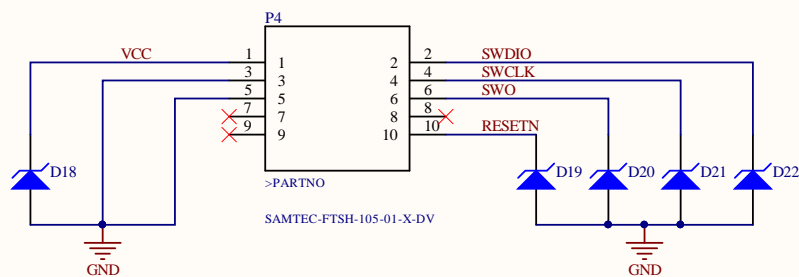 P4
VCC
1
1
2
2
SWDIO
3
3
4
4
SWCLK
5
5
6
6
SWO
7
7
8
8
9
9
10
10
RESETN
D18
D19
D20
D21
D22
>PARTNO
SAMTEC-FTSH-105-01-X-DV
GND
GND